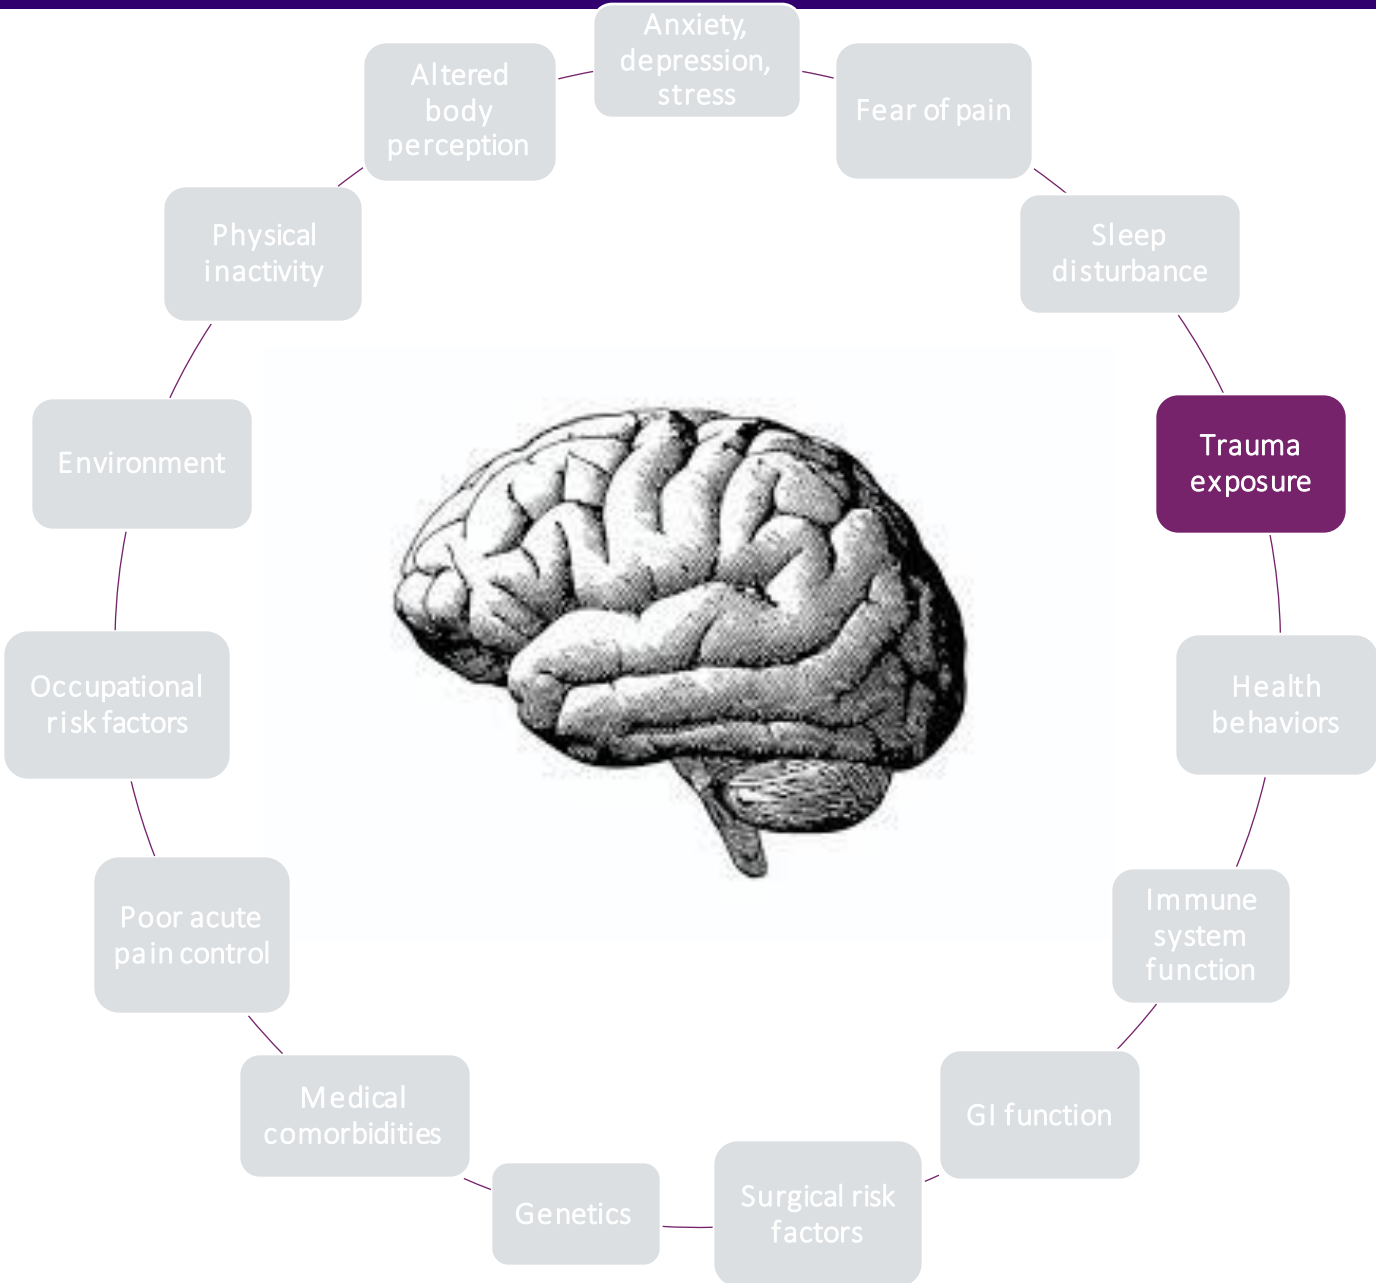 Anxiety,
depression,
stress
Fear of pain
Sleep
disturbance
Trauma
exposure
Health
behaviors
Immune
system
function
GI function
Surgical risk
factors
Genetics
Medical
comorbidities
Poor acute
pain control
Occupational
risk factors
Environment
Physical
inactivity
Altered
body
perception